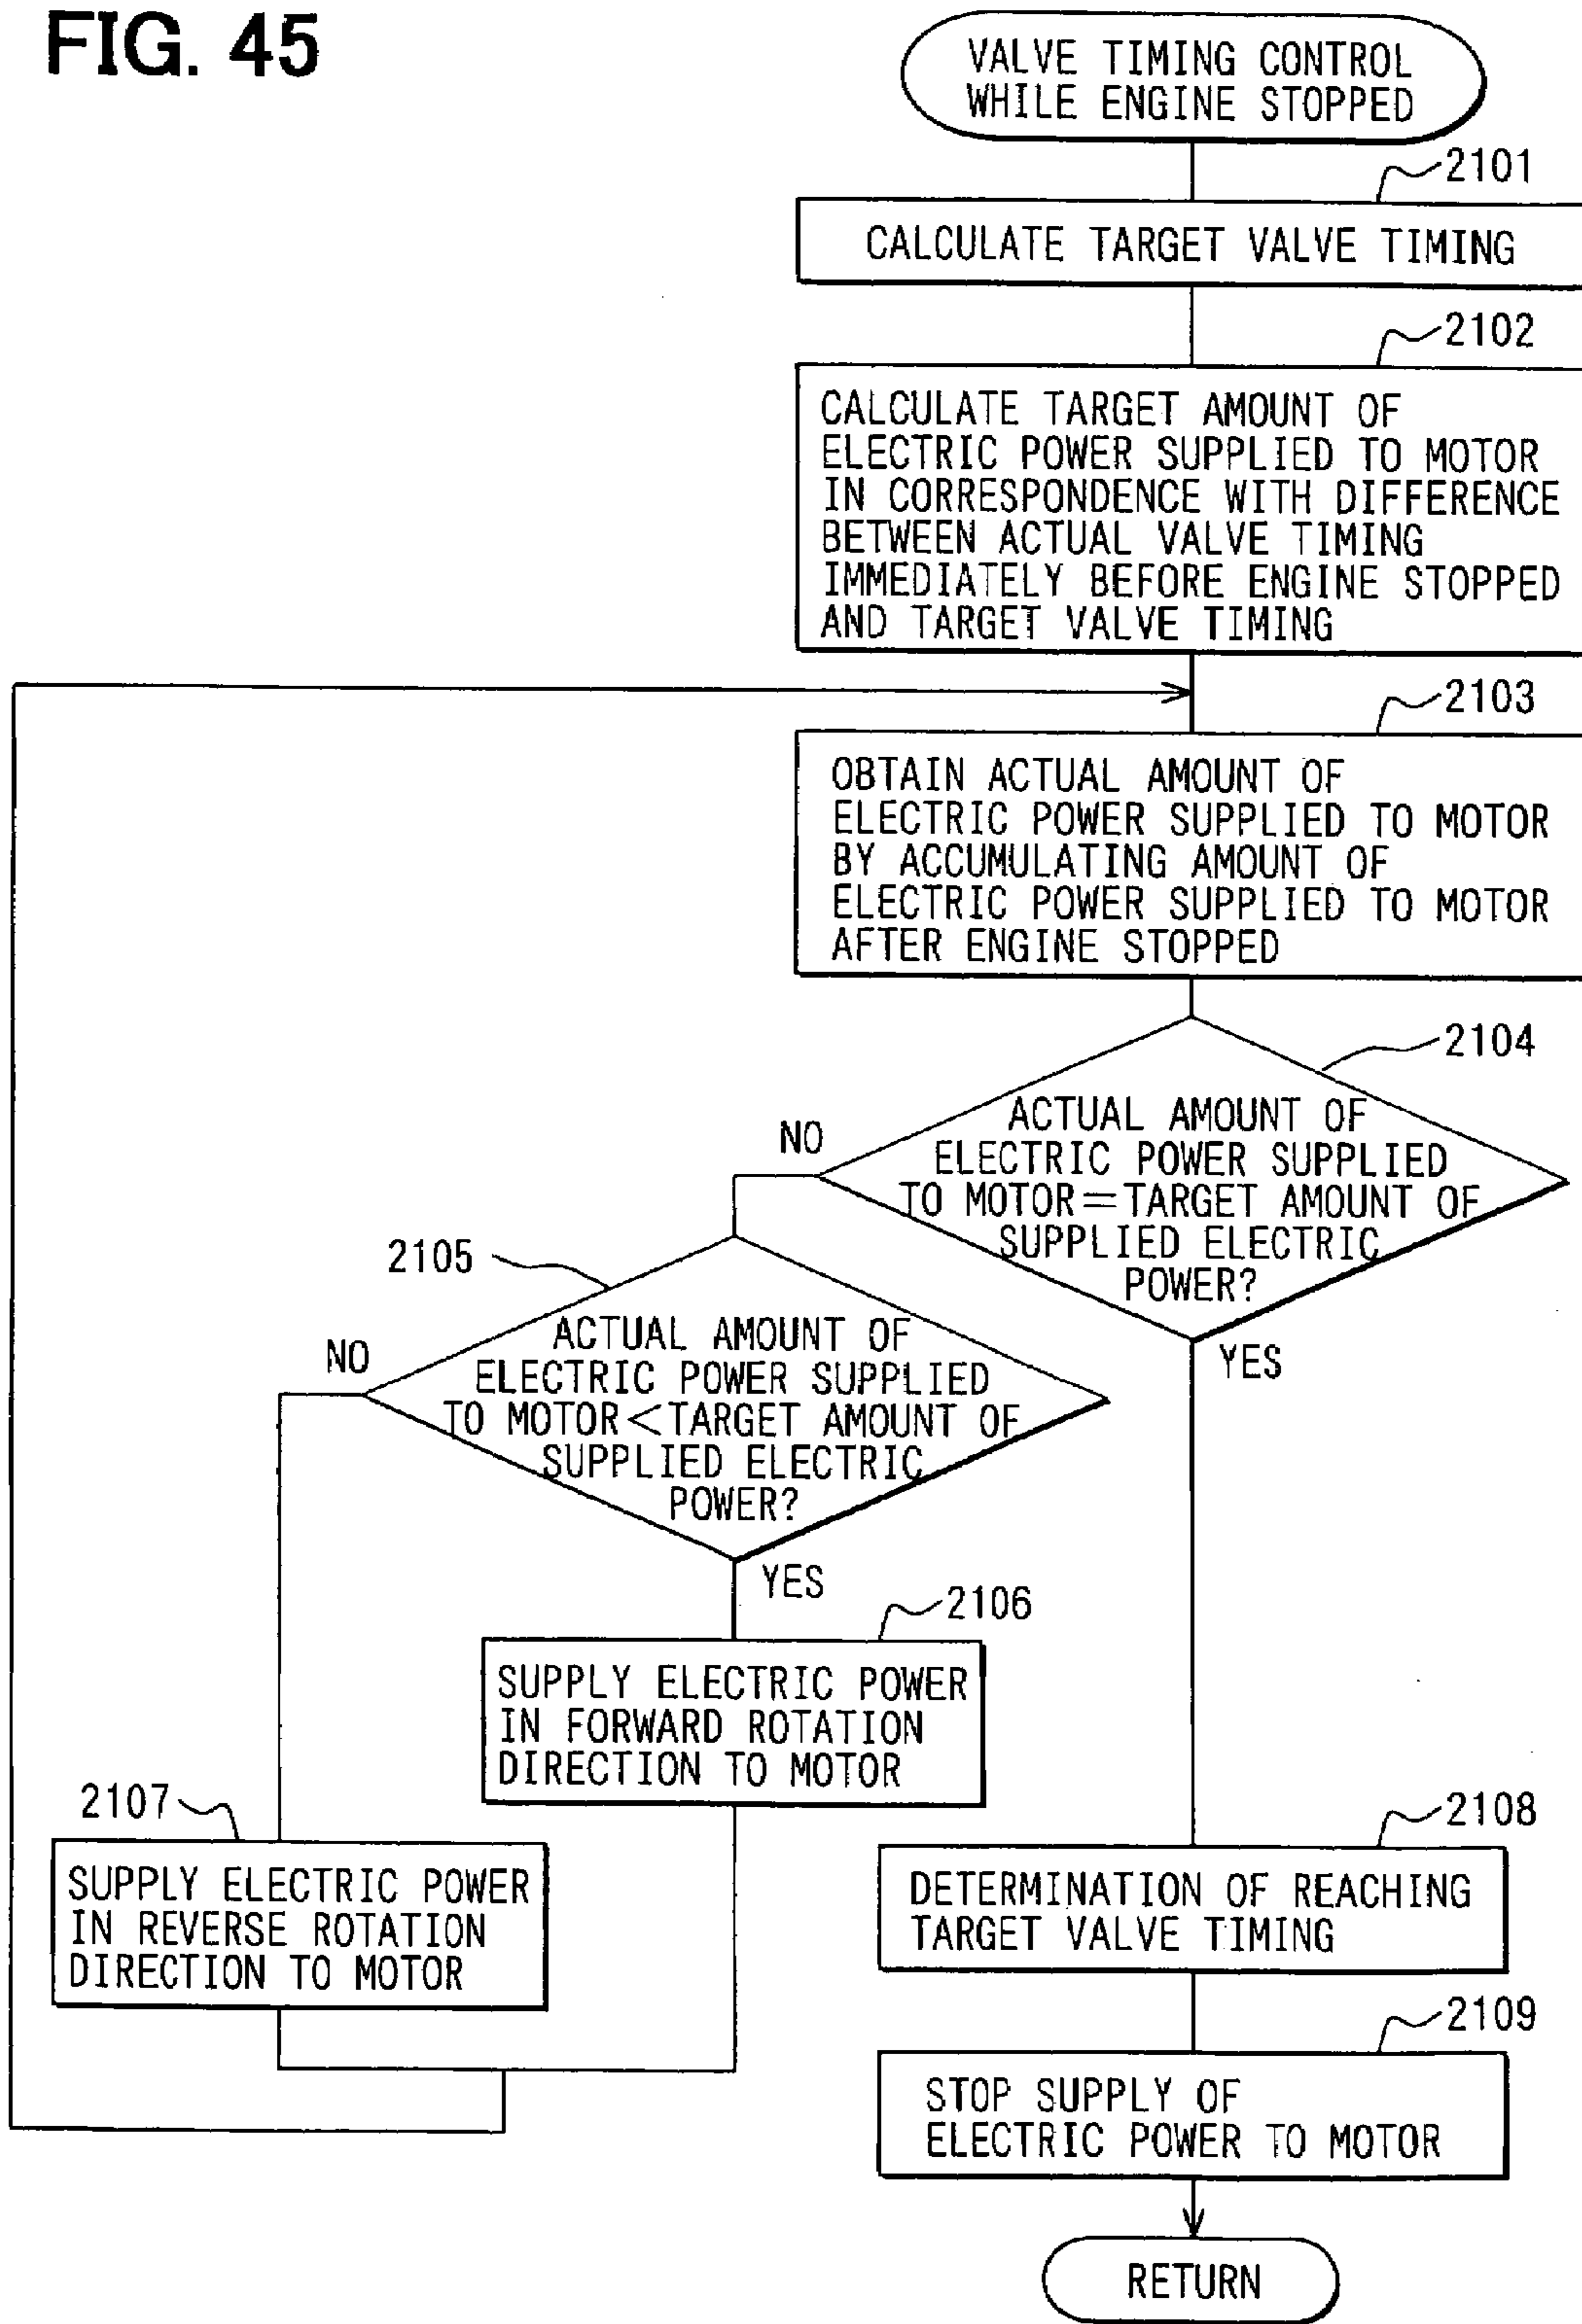 FIG. 45
VALVE TIMING CONTROL
WHILE ENGINE STOPPED
2101
CALCULATE TARGET VALVE TIMING
2102
CALCULATE TARGET AMOUNT OF
ELECTRIC POWER SUPPLIED TO MOTOR
IN CORRESPONDENCE WITH DIFFERENCE
BETWEEN ACTUAL VALVE TIMING
IMMEDIATELY BEFORE ENGINE STOPPED
AND TARGET VALVE TIMING
2103
OBTAIN ACTUAL AMOUNT OF
ELECTRIC POWER SUPPLIED TO MOTOR
BY ACCUMULATING AMOUNT OF
ELECTRIC POWER SUPPLIED TO MOTOR
AFTER ENGINE STOPPED
2104
ACTUAL AMOUNT OF
ELECTRIC POWER SUPPLIED
TO MOTOR=TARGET AMOUNT OF
SUPPLIED ELECTRIC
POWER?
NO
YES
2105
ACTUAL AMOUNT OF
ELECTRIC POWER SUPPLIED
TO MOTOR<TARGET AMOUNT OF
SUPPLIED ELECTRIC
POWER?
NO
YES
2106
SUPPLY ELECTRIC POWER
IN FORWARD ROTATION
DIRECTION TO MOTOR
2107
SUPPLY ELECTRIC POWER
IN REVERSE ROTATION
DIRECTION TO MOTOR
2108
DETERMINATION OF REACHING
TARGET VALVE TIMING
2109
STOP SUPPLY OF
ELECTRIC POWER TO MOTOR
RETURN